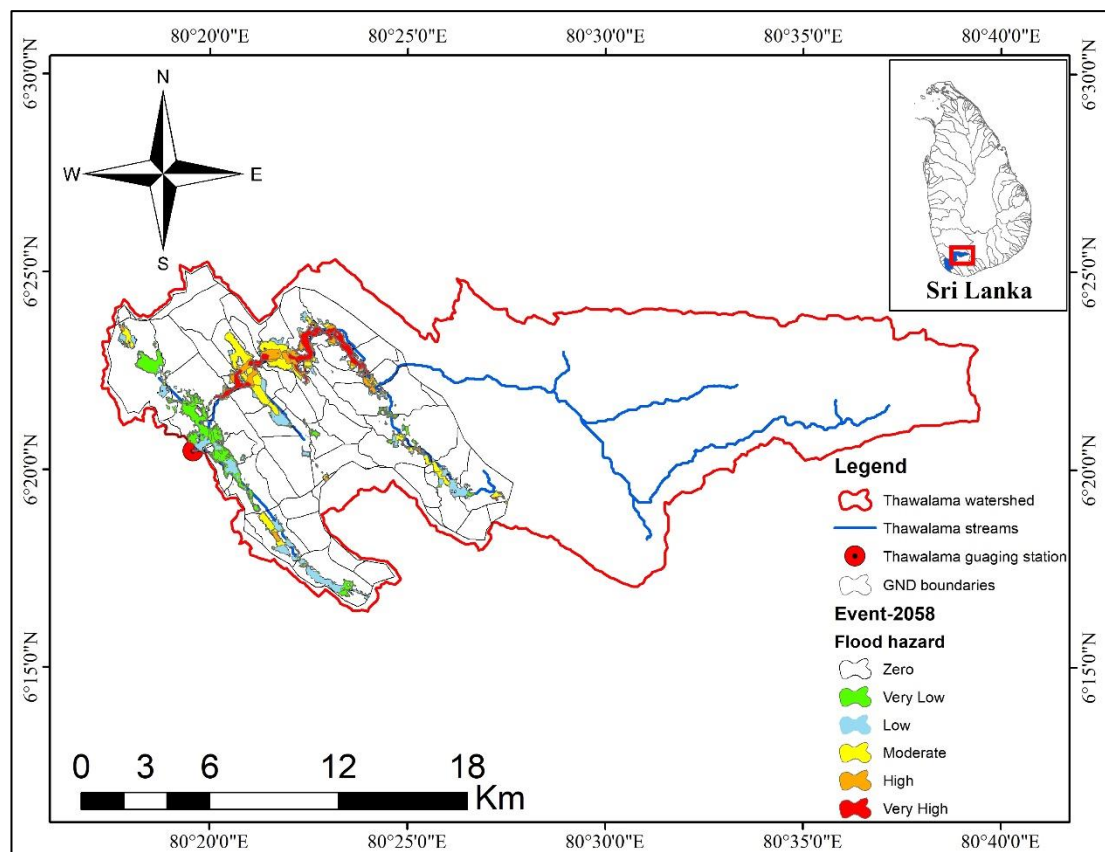 80°20'0"E 80°25'0"E 80°30'0"E 80°35'0"E 80°40'0"E
6°30'0"N 6°30'0"N
N
W E
S
Sri Lanka
6°25'0"N 6°25'0"N
6°20'0"N 6°20'0"N
Legend
Thawalama watershed
Thawalama streams
Thawalama guaging station
GND boundaries
Event-2058
Flood hazard
6°15'0"N 6°15'0"N
Zero
Very Low
Low
Moderate
High
Very High
0 3 6 12 18
Km
80°20'0"E 80°25'0"E 80°30'0"E 80°35'0"E 80°40'0"E